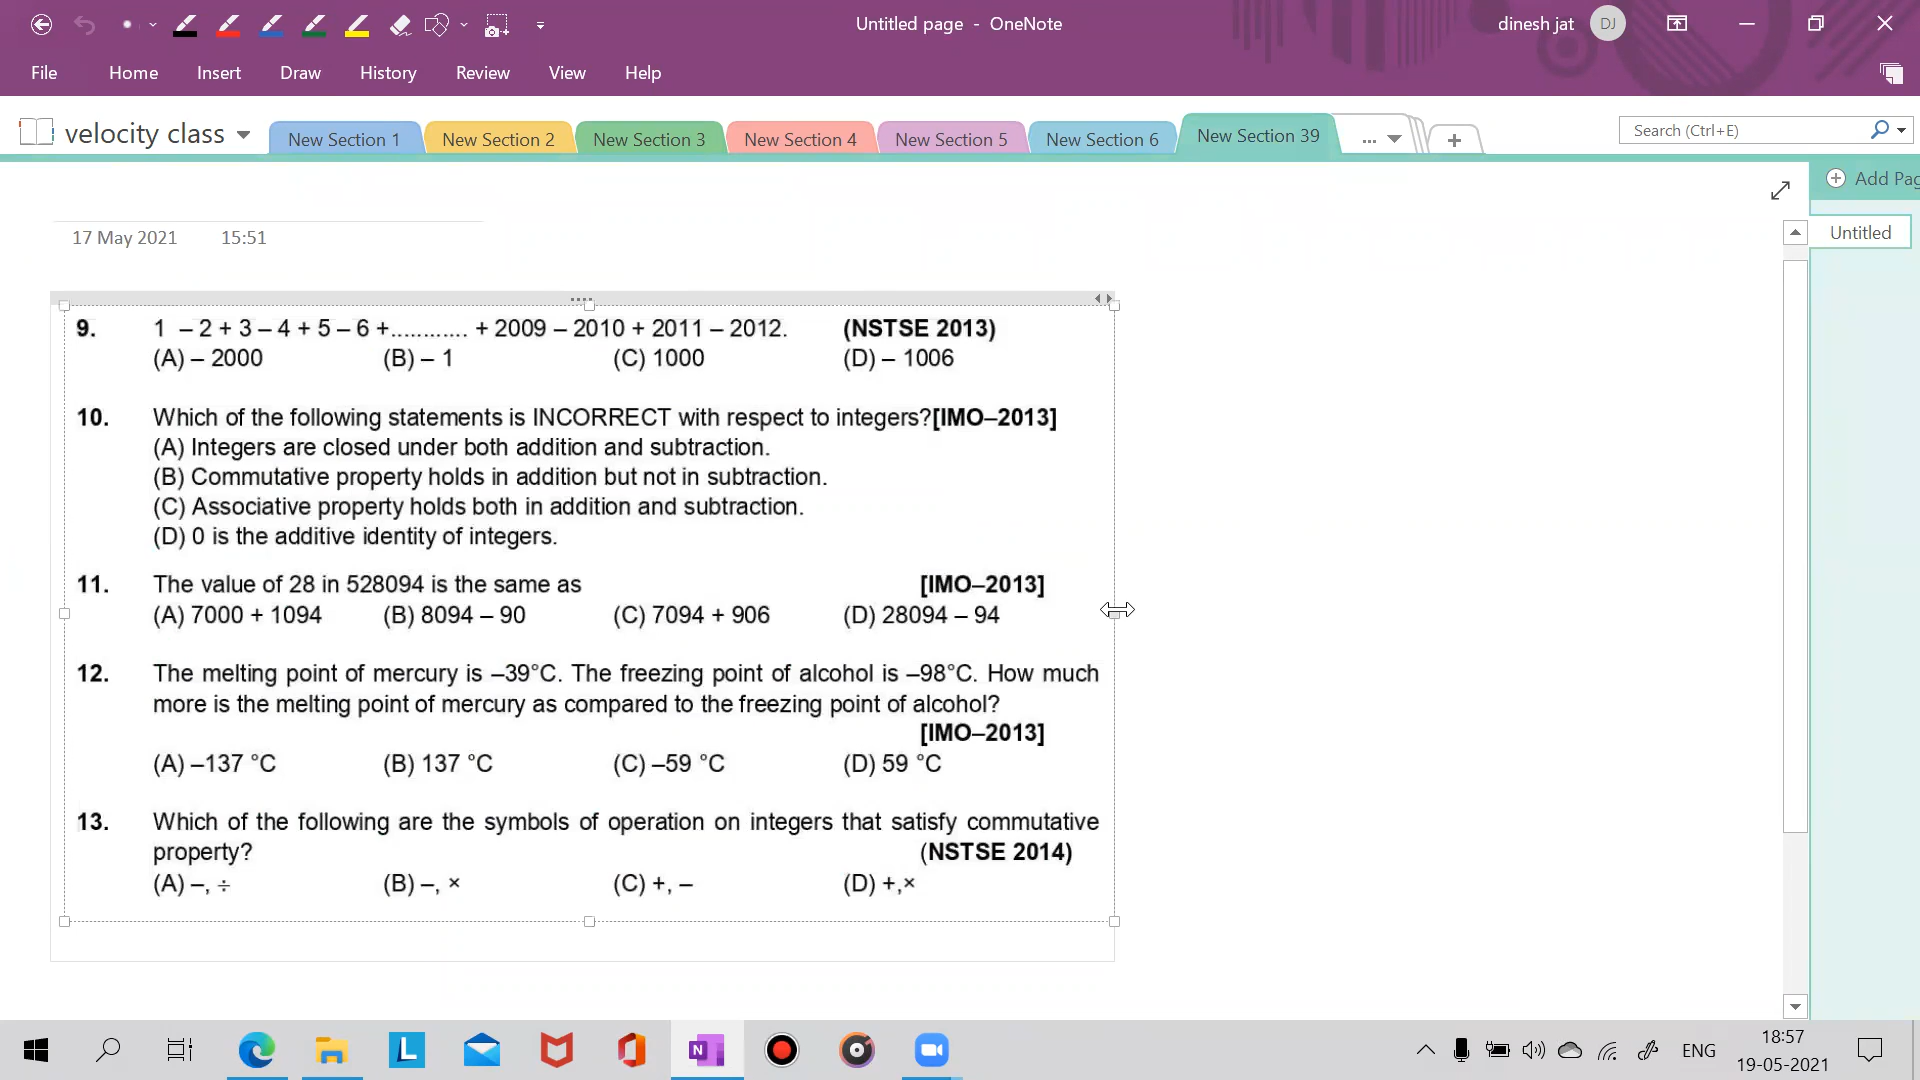 Untitled page - OneNote
dinesh jat
DJ
File Home Insert Draw History Review View Help
velocity class
New Section 1
New Section 2
New Section 3
New Section 4
New Section 5
New Section 6
New Section 39
...
Search (Ctrl+E)
Add Pag
Untitled
17 May 2021 15:51
9. 1 – 2 + 3 – 4 + 5 – 6 +............ + 2009 – 2010 + 2011 – 2012. (NSTSE 2013)
(A) – 2000 (B) – 1 (C) 1000 (D) – 1006
10. Which of the following statements is INCORRECT with respect to integers?[IMO–2013]
(A) Integers are closed under both addition and subtraction.
(B) Commutative property holds in addition but not in subtraction.
(C) Associative property holds both in addition and subtraction.
(D) 0 is the additive identity of integers.
11. The value of 28 in 528094 is the same as [IMO–2013]
(A) 7000 + 1094 (B) 8094 – 90 (C) 7094 + 906 (D) 28094 – 94
12. The melting point of mercury is –39°C. The freezing point of alcohol is –98°C. How much
more is the melting point of mercury as compared to the freezing point of alcohol?
[IMO–2013]
(A) –137 °C (B) 137 °C (C) –59 °C (D) 59 °C
13. Which of the following are the symbols of operation on integers that satisfy commutative
property? (NSTSE 2014)
(A) –, ÷ (B) –, × (C) +, – (D) +,×
L
N
ENG
18:57
19-05-2021